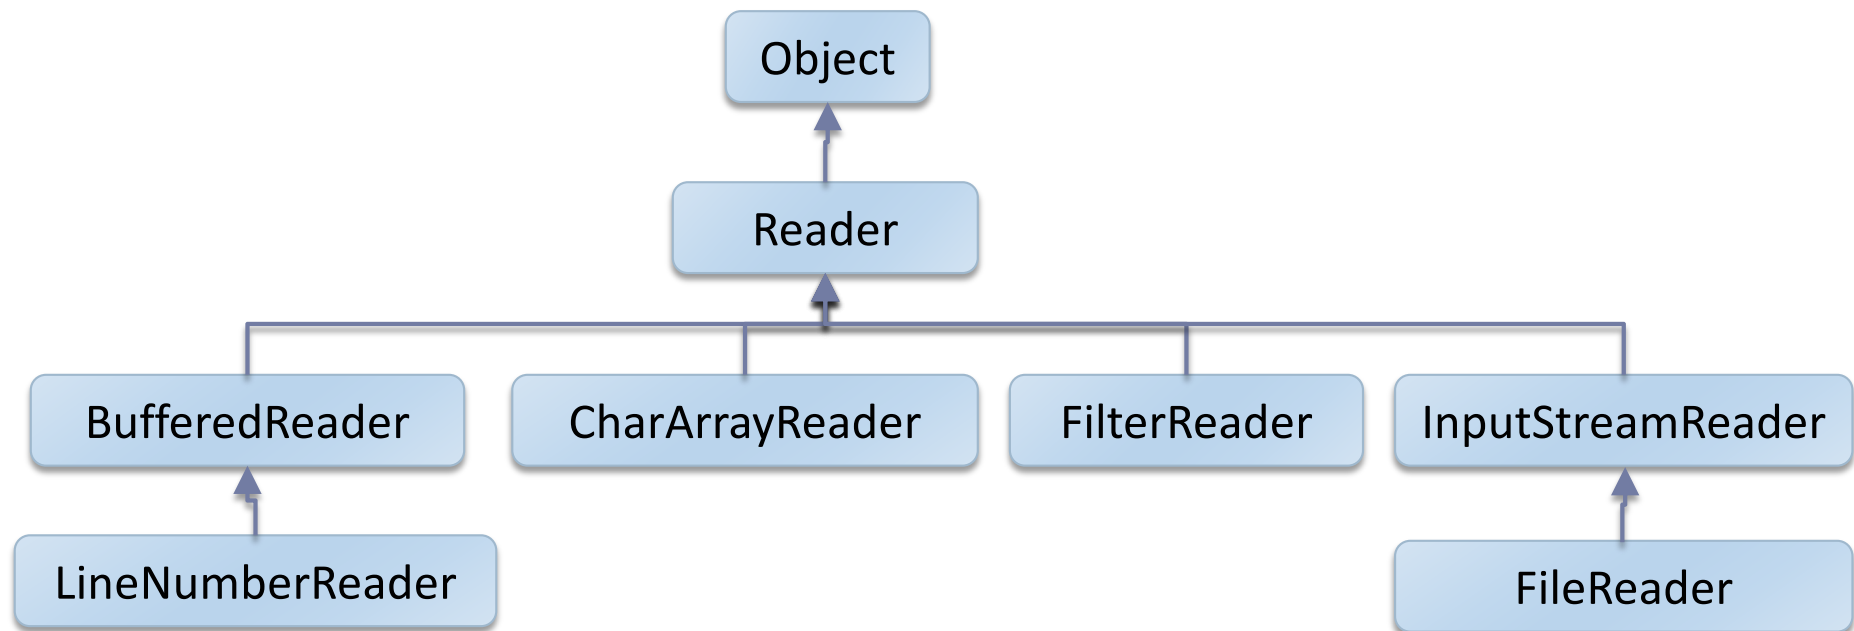 Object
Reader
BufferedReader
CharArrayReader
FilterReader
InputStreamReader
LineNumberReader
FileReader